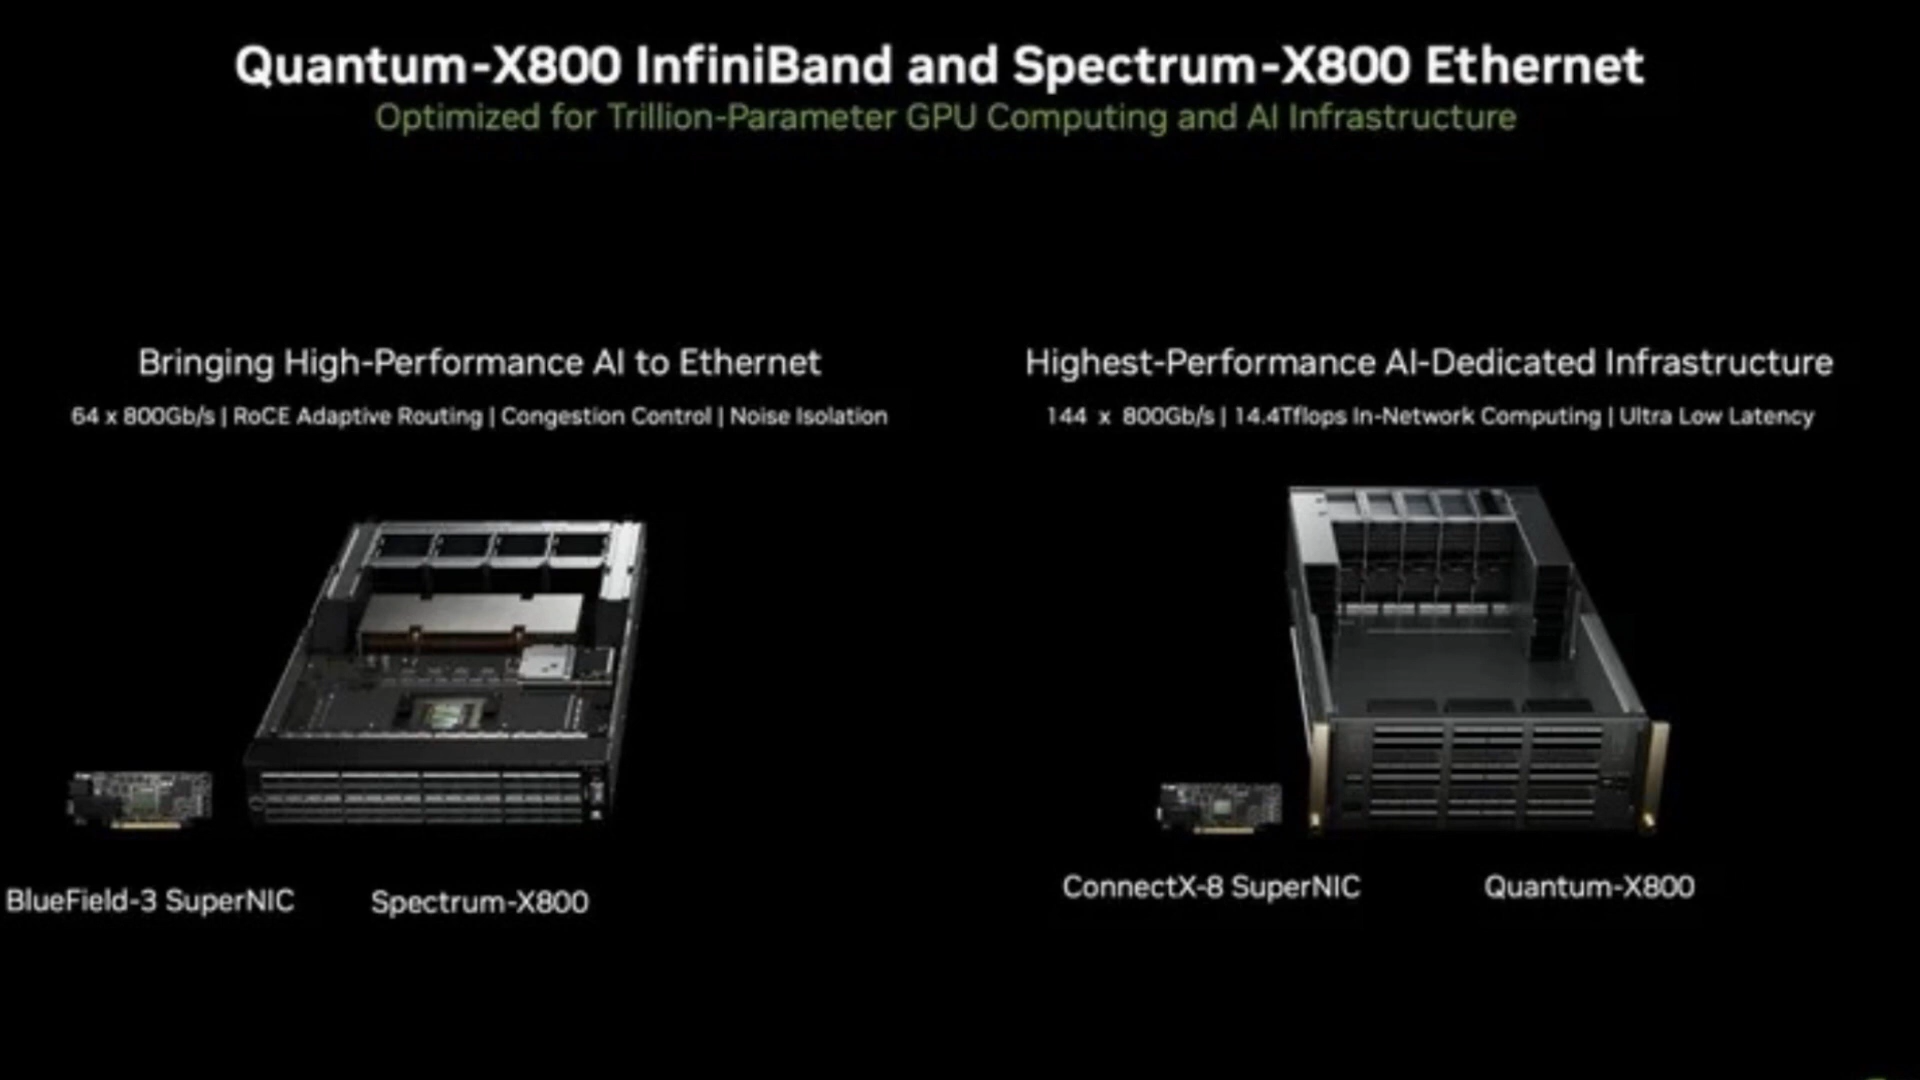 Quantum-X800 InfiniBand and Spectrum-X800 Ethernet
Optimized for Trillion-Parameter GPU Computing and AI Infrastructure
Bringing High-Performance AI to Ethernet
64 x 800Gb/s | RoCE Adaptive Routing | Congestion Control | Noise Isolation
BlueField-3 SuperNIC
Spectrum-X800
Highest-Performance AI-Dedicated Infrastructure
144 x 800Gb/s | 14.4Tflops In-Network Computing | Ultra Low Latency
ConnectX-8 SuperNIC
Quantum-X800